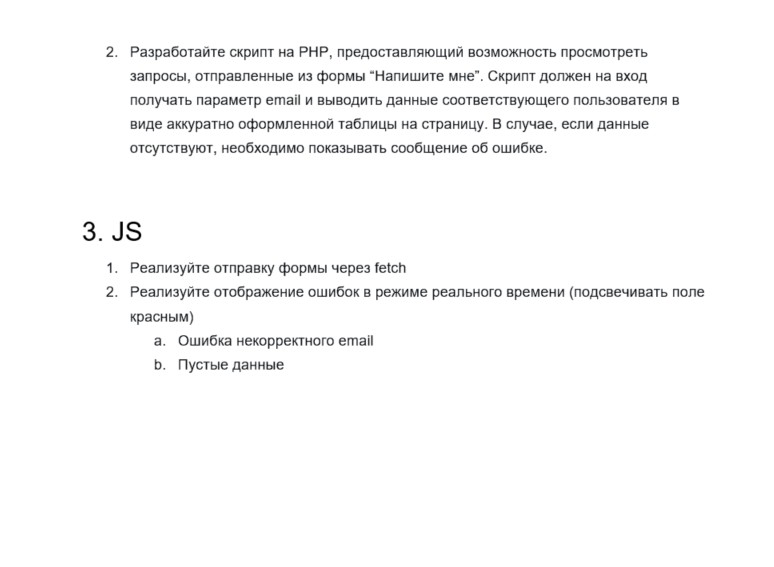 2. Разработайте скрипт на PHP, предоставляющий возможность просмотреть
запросы, отправленные из формы “Напишите мне”. Скрипт должен на вход
получать параметр email и выводить данные соответствующего пользователя в
виде аккуратно оформленной таблицы на страницу. В случае, если данные
отсутствуют, необходимо показывать сообщение об ошибке.
3. JS
1. Реализуйте отправку формы через fetch
2. Реализуйте отображение ошибок в режиме реального времени (подсвечивать поле
красным)
a. Ошибка некорректного email
b. Пустые данные